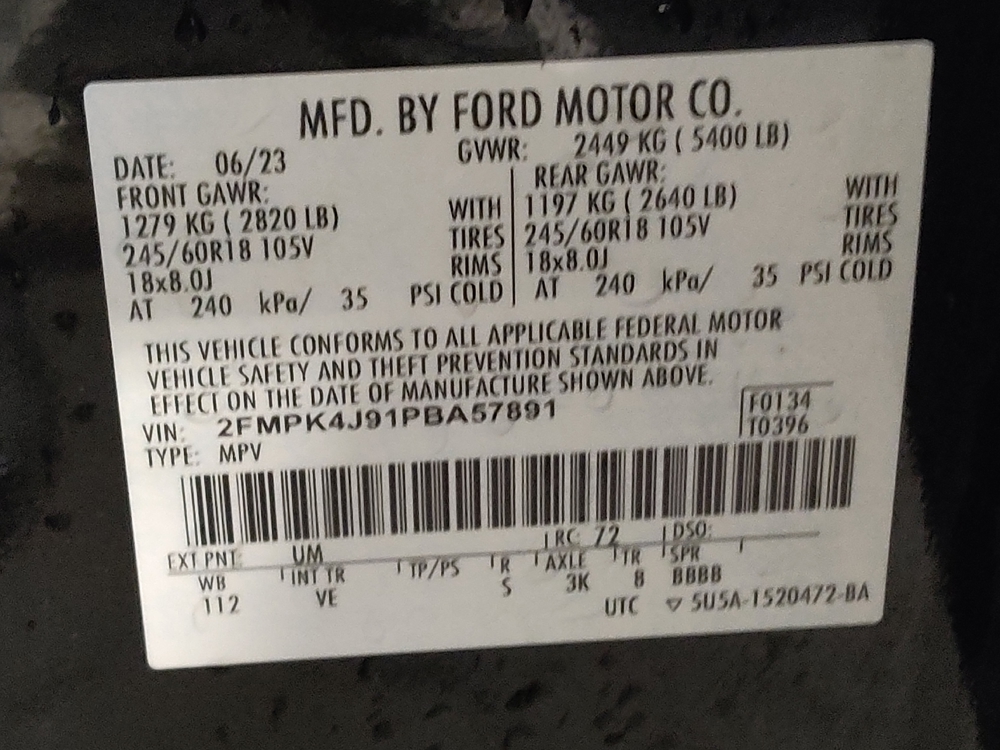 MFD. BY FORD MOTOR CO.
DATE: 06/23 GVWR: 2449 KG ( 5400 LB)
FRONT GAWR: REAR GAWR:
1279 KG ( 2820 LB) WITH 1197 KG ( 2640 LB) WITH
245/60R18 105V TIRES 245/60R18 105V TIRES
18x8.0J RIMS 18x8.0J RIMS
AT 240 kPa/ 35 PSI COLD AT 240 kPa/ 35 PSI COLD
THIS VEHICLE CONFORMS TO ALL APPLICABLE FEDERAL MOTOR
VEHICLE SAFETY AND THEFT PREVENTION STANDARDS IN
EFFECT ON THE DATE OF MANUFACTURE SHOWN ABOVE.
VIN: 2FMPK4J91PBA57891 F0134
TYPE: MPV T0396
EXT PNT: UM RC: 72 DSO:
WB INT TR TP/PS R AXLE TR SPR
112 VE S 3K 8 BBBB
UTC ▽ 5U5A-1520472-BA